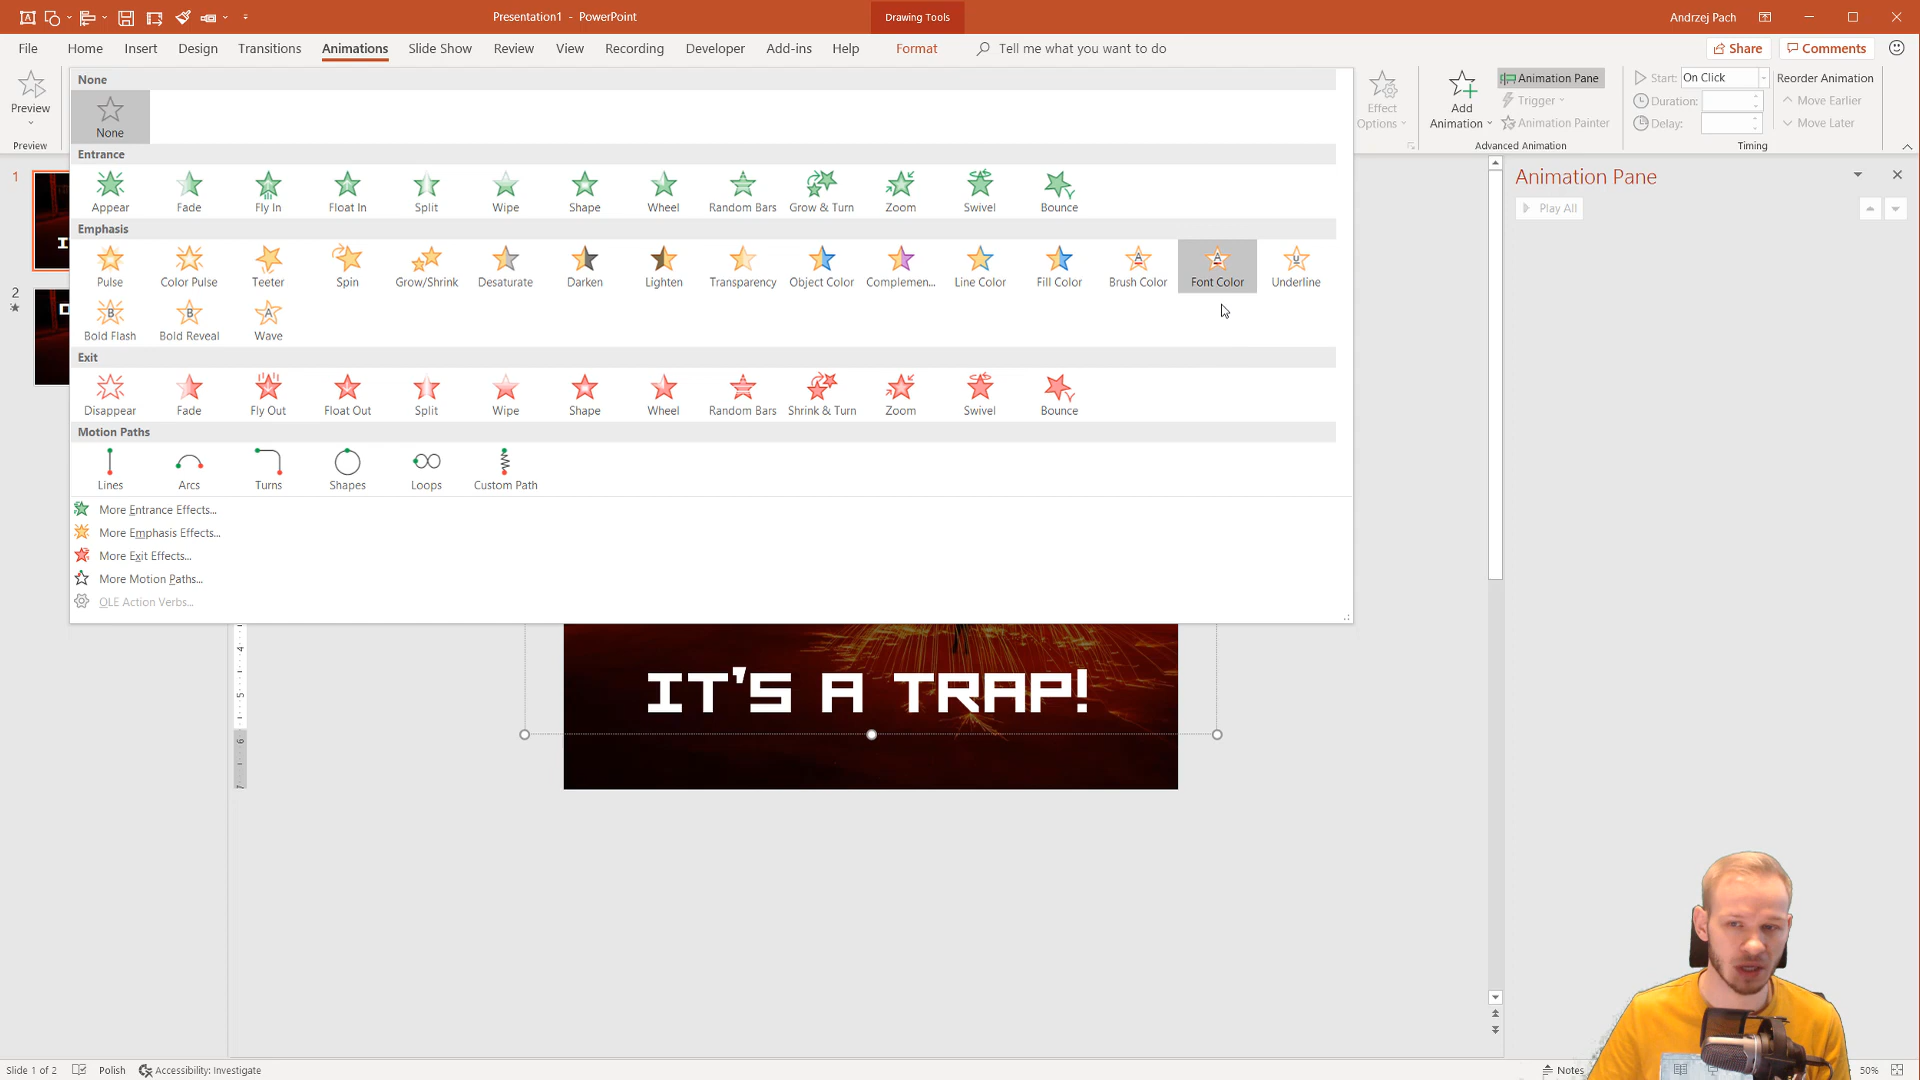 Presentation1 - PowerPoint
Drawing Tools
Andrzej Pach
File Home Insert Design Transitions Animations Slide Show Review View Recording Developer Add-ins Help Format Tell me what you want to do Share Comments
Preview
Preview
None
None
Entrance
Appear Fade Fly In Float In Split Wipe Shape Wheel Random Bars Grow & Turn Zoom Swivel Bounce
Emphasis
Pulse Color Pulse Teeter Spin Grow/Shrink Desaturate Darken Lighten Transparency Object Color Complemen... Line Color Fill Color Brush Color Font Color Underline
Bold Flash Bold Reveal Wave
Exit
Disappear Fade Fly Out Float Out Split Wipe Shape Wheel Random Bars Shrink & Turn Zoom Swivel Bounce
Motion Paths
Lines Arcs Turns Shapes Loops Custom Path
More Entrance Effects...
More Emphasis Effects...
More Exit Effects...
More Motion Paths...
OLE Action Verbs...
Effect Options
Add Animation
Animation Pane
Trigger
Animation Painter
Advanced Animation
Start: On Click
Duration:
Delay:
Reorder Animation
Move Earlier
Move Later
Timing
Animation Pane
Play All
1
2
4
5
6
7
IT'S A TRAP!
Slide 1 of 2 Polish Accessibility: Investigate Notes 50%